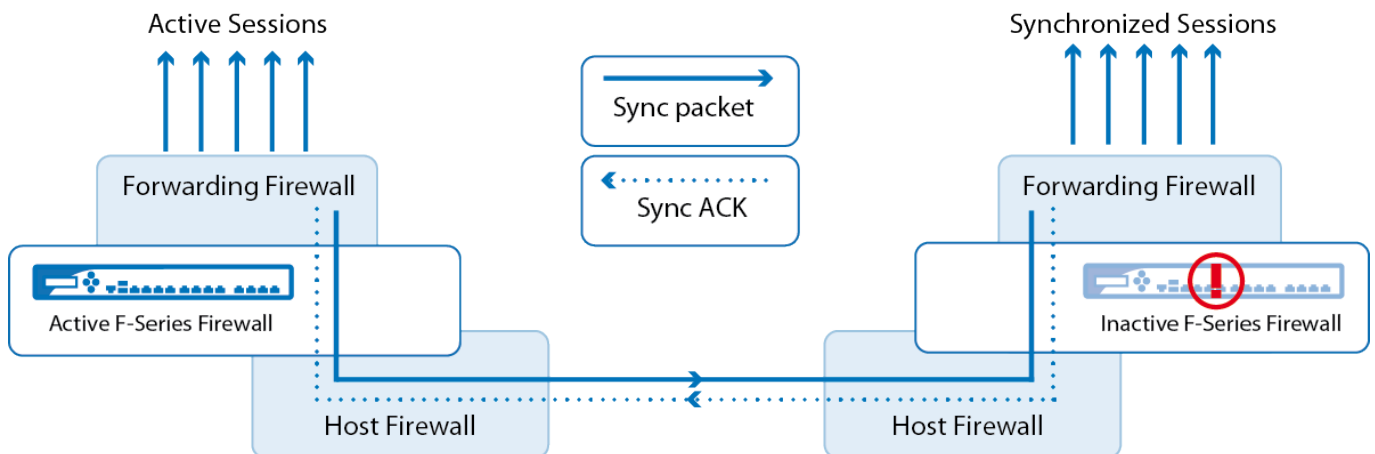 Active Sessions
Synchronized Sessions
Sync packet
Forwarding Firewall
Forwarding Firewall
Sync ACK
Active F-Series Firewall
Inactive F-Series Firewall
Host Firewall
Host Firewall